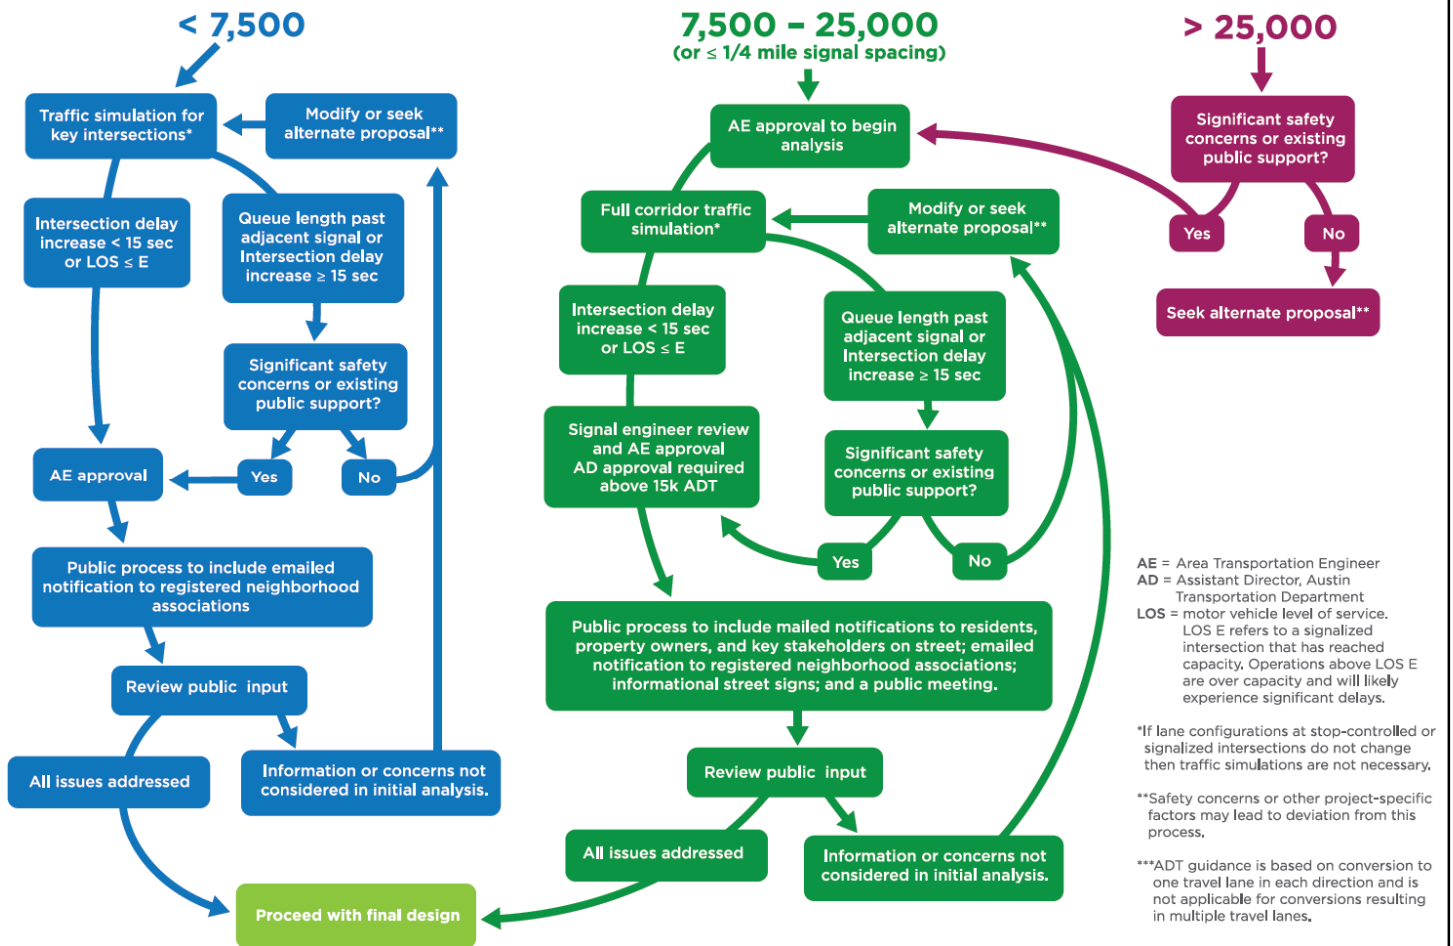 < 7,500
Traffic simulation for
key intersections*
Modify or seek
alternate proposal**
Intersection delay
increase < 15 sec
or LOS ≤ E
Queue length past
adjacent signal or
Intersection delay
increase ≥ 15 sec
Significant safety
concerns or existing
public support?
AE approval
Yes
No
Public process to include emailed
notification to registered neighborhood
associations
Review public input
All issues addressed
Information or concerns not
considered in initial analysis.
Proceed with final design
7,500 – 25,000
(or ≤ 1/4 mile signal spacing)
AE approval to begin
analysis
Full corridor traffic
simulation*
Modify or seek
alternate proposal**
Intersection delay
increase < 15 sec
or LOS ≤ E
Queue length past
adjacent signal or
Intersection delay
increase ≥ 15 sec
Signal engineer review
and AE approval
AD approval required
above 15k ADT
Significant safety
concerns or existing
public support?
Yes
No
Public process to include mailed notifications to residents,
property owners, and key stakeholders on street; emailed
notification to registered neighborhood associations;
informational street signs; and a public meeting.
Review public input
All issues addressed
Information or concerns not
considered in initial analysis.
> 25,000
Significant safety
concerns or existing
public support?
Yes
No
Seek alternate proposal**
AE = Area Transportation Engineer
AD = Assistant Director, Austin
Transportation Department
LOS = motor vehicle level of service.
LOS E refers to a signalized
intersection that has reached
capacity. Operations above LOS E
are over capacity and will likely
experience significant delays.
*If lane configurations at stop-controlled or
signalized intersections do not change
then traffic simulations are not necessary.
**Safety concerns or other project-specific
factors may lead to deviation from this
process.
***ADT guidance is based on conversion to
one travel lane in each direction and is
not applicable for conversions resulting
in multiple travel lanes.